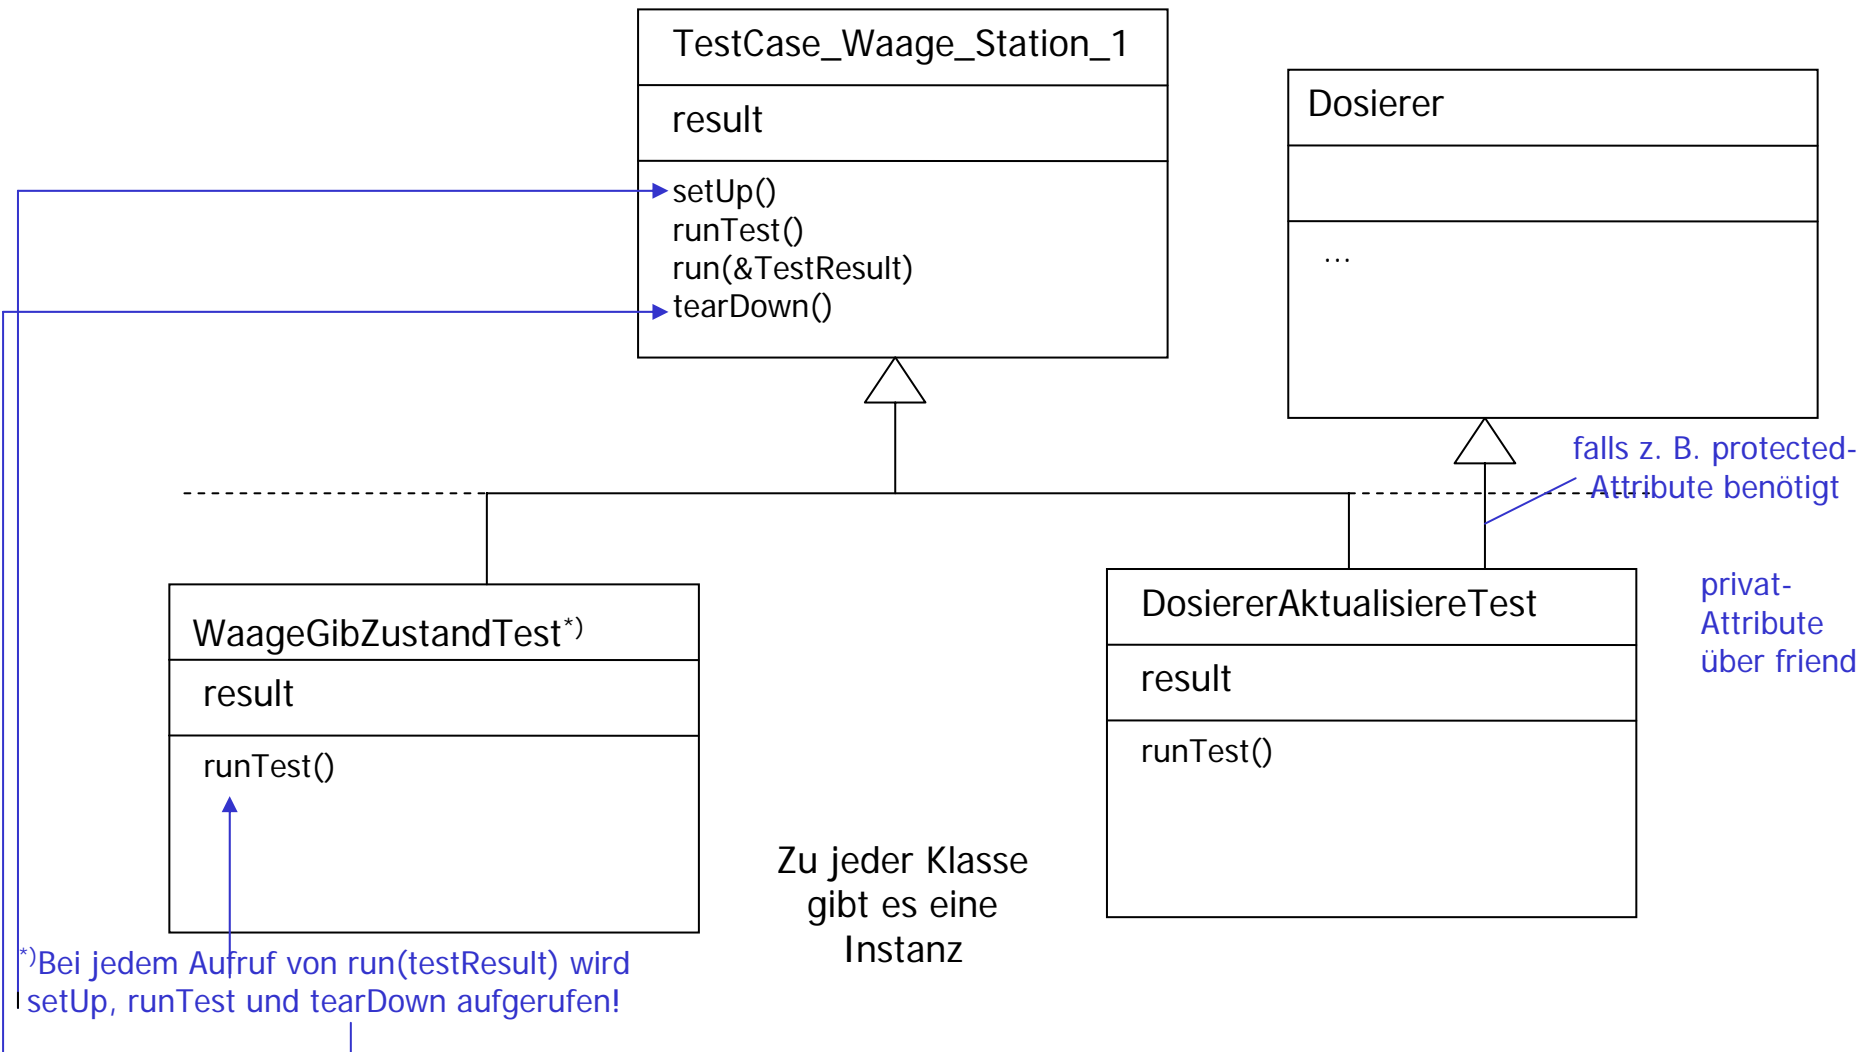 TestCase_Waage_Station_1
result
setUp()
runTest()
run(&TestResult)
tearDown()
Dosierer
...
falls z. B. protected-
Attribute benötigt
privat-
Attribute
über friend
WaageGibZustandTest*)
result
runTest()
DosiererAktualisiereTest
result
runTest()
Zu jeder Klasse
gibt es eine
Instanz
*)Bei jedem Aufruf von run(testResult) wird
setUp, runTest und tearDown aufgerufen!